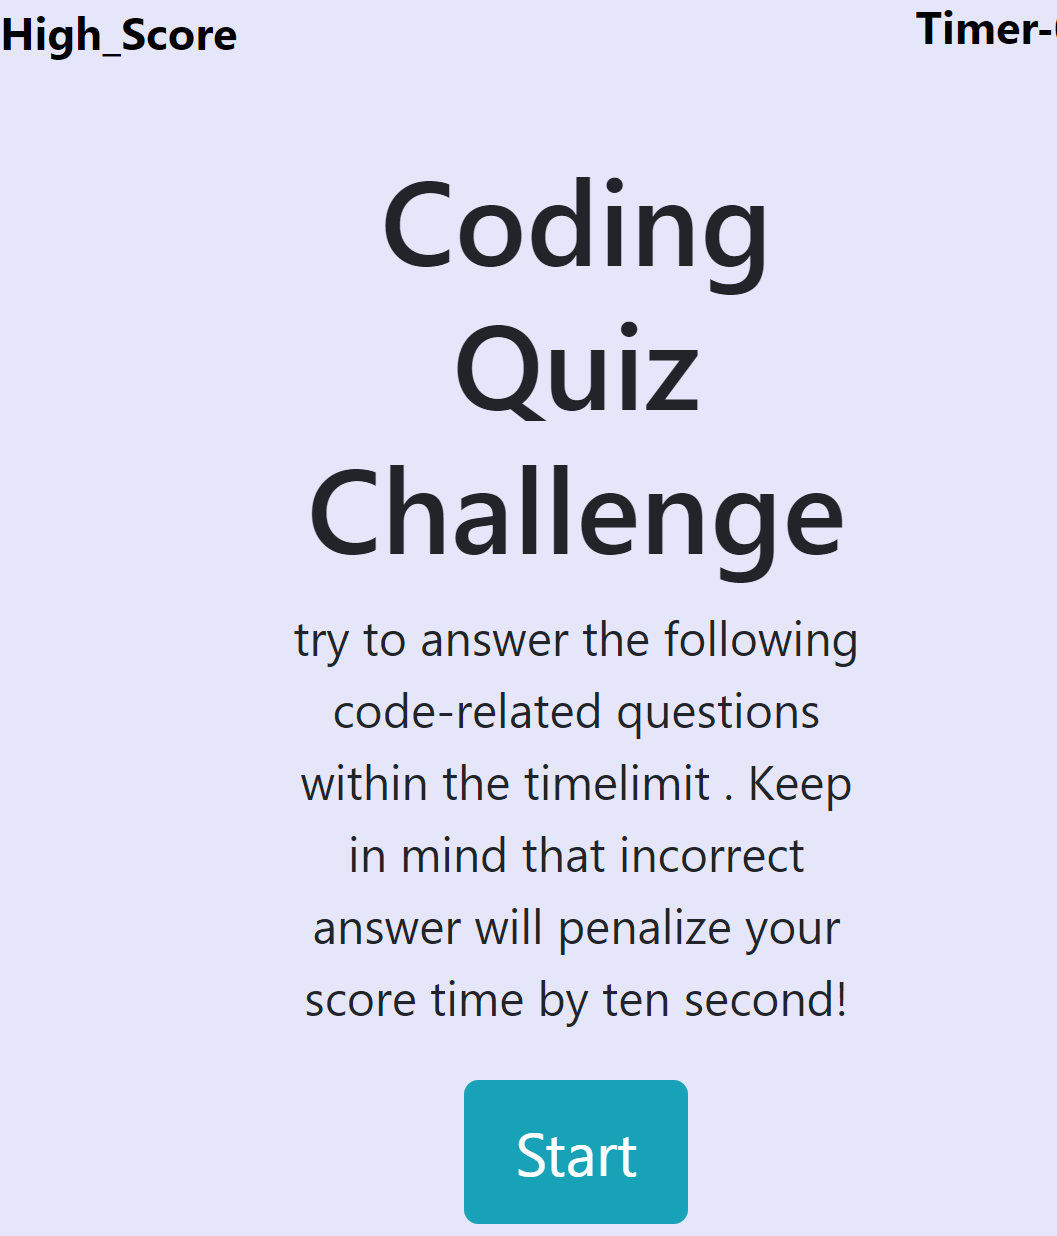 High_Score
Timer-
Coding
Quiz
Challenge
try to answer the following
code-related questions
within the timelimit . Keep
in mind that incorrect
answer will penalize your
score time by ten second!
Start